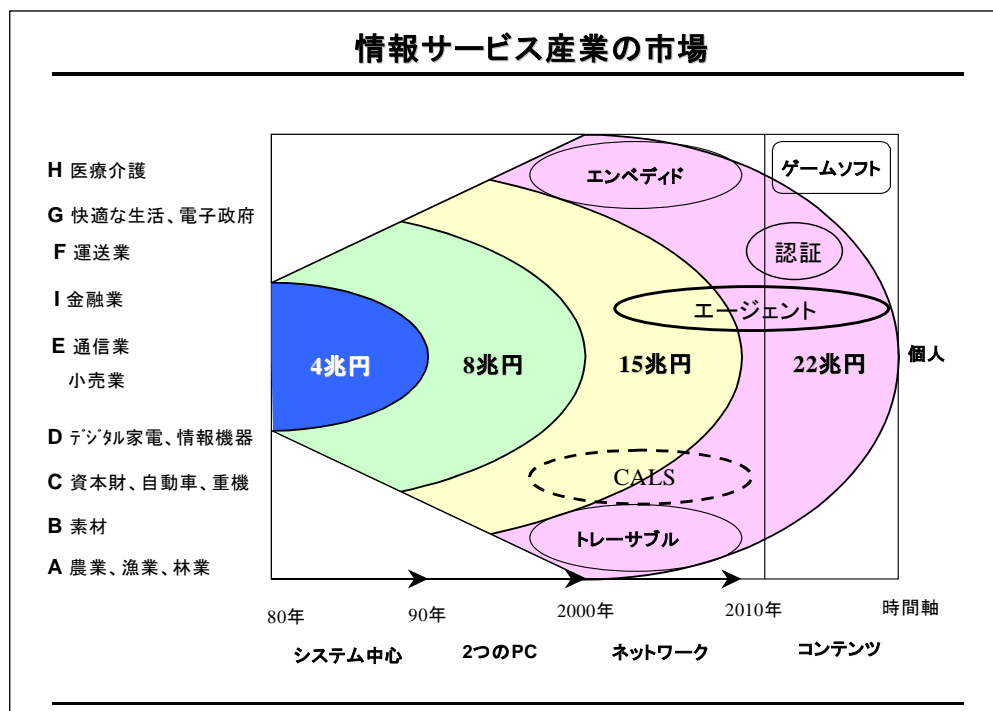 情報サービス産業の市場
H 医療介護
G 快適な生活、電子政府
F 運送業
I 金融業
E 通信業
小売業
D ﾃﾞｼﾞﾀﾙ家電、情報機器
C 資本財、自動車、重機
B 素材
A 農業、漁業、林業
エンベディド
ゲームソフト
認証
エージェント
4兆円
8兆円
15兆円
22兆円
個人
CALS
トレーサブル
80年
90年
2000年
2010年
時間軸
システム中心
2つのPC
ネットワーク
コンテンツ